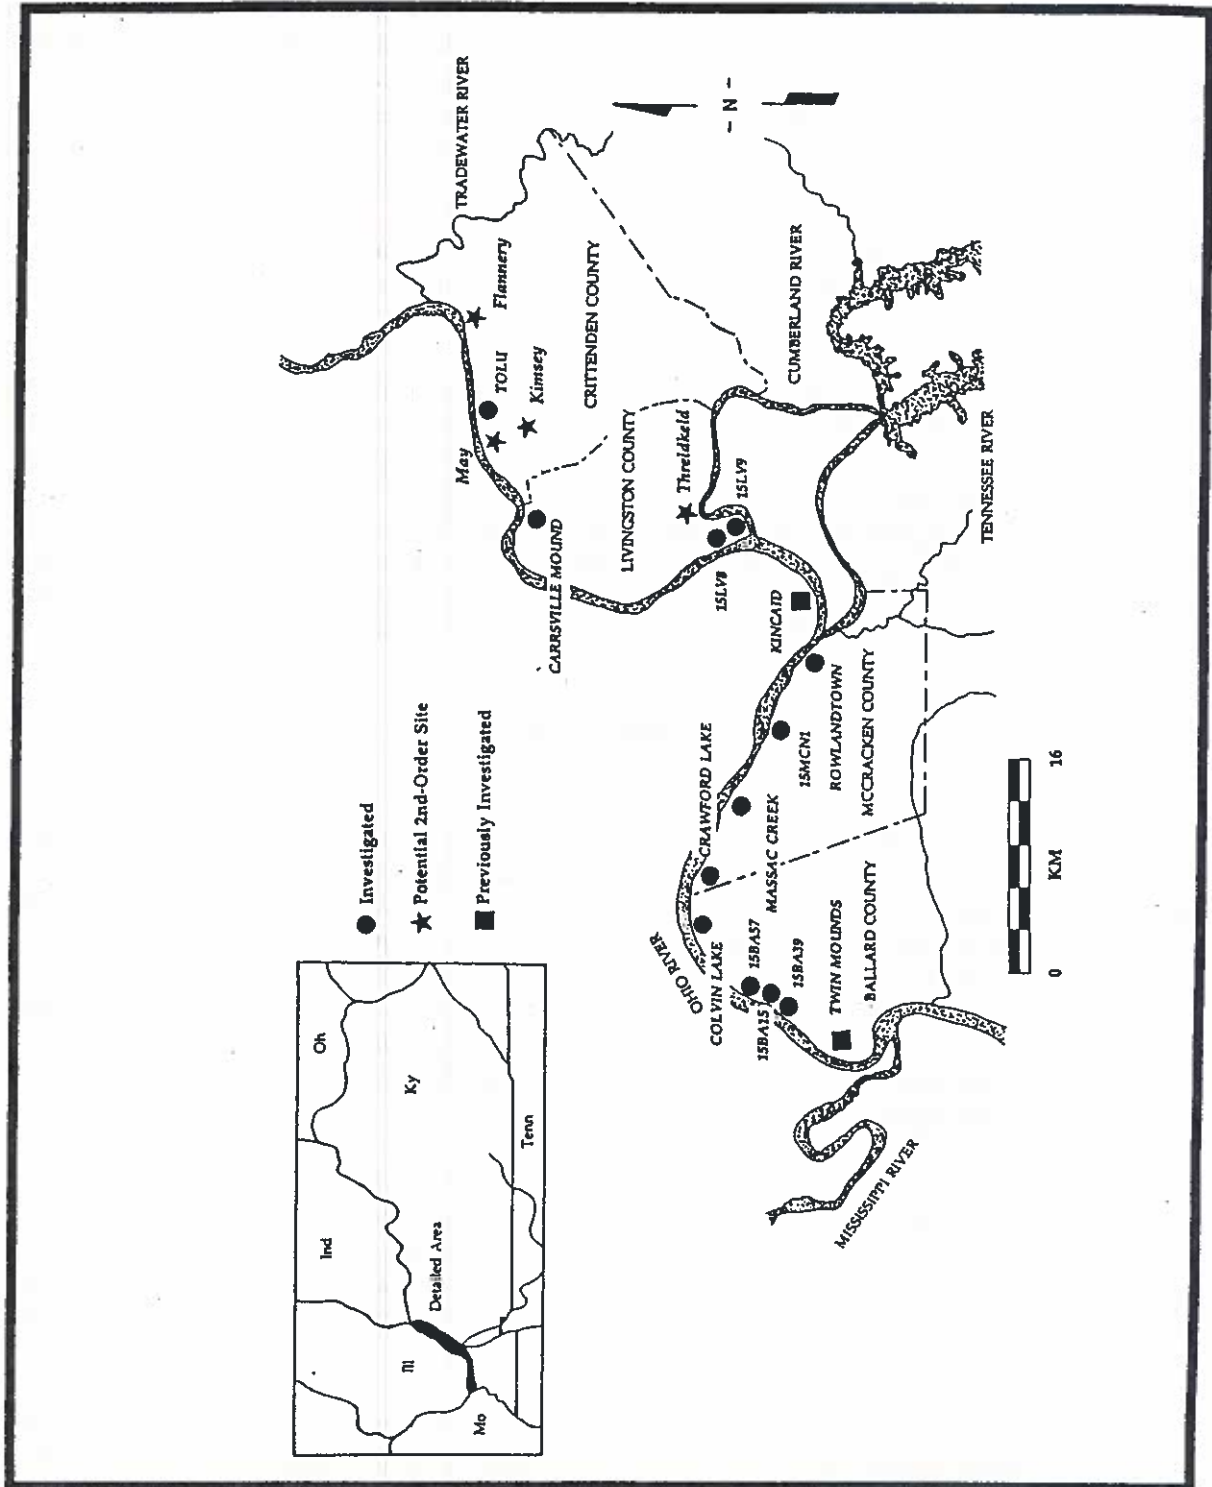 Oh
Ind
Ill
Ky
Mo
Tenn
Detailed Area
Investigated
Potential 2nd-Order Site
Previously Investigated
TRADEWATER RIVER
Flannery
TOLU
May
Kimsey
CRITTENDEN COUNTY
CARRSVILLE MOUND
LIVINGSTON COUNTY
Threldkeld
15LV8
15LV9
CUMBERLAND RIVER
- N -
KINCAID
TENNESSEE RIVER
OHIO RIVER
CRAWFORD LAKE
COLVIN LAKE
MASSAC CREEK
15MCN1
ROWLANDTOWN
MCCRACKEN COUNTY
15BA57
15BA15
15BA39
TWIN MOUNDS
BALLARD COUNTY
MISSISSIPPI RIVER
0
KM
16